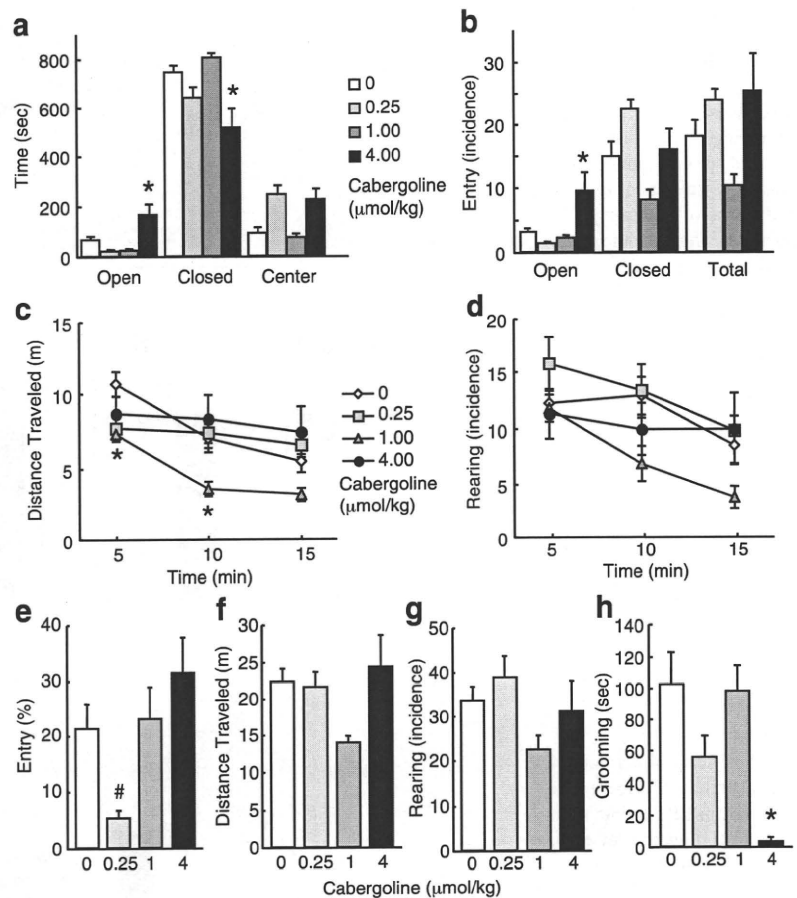 a
Time (sec)
800
600
400
200
0
*
*
Open Closed Center
0
0.25
1.00
4.00
Cabergoline
(μmol/kg)
b
Entry (incidence)
30
20
10
0
*
Open Closed Total
c
Distance Traveled (m)
15
10
5
0
*
*
5 10 15
Time (min)
0
0.25
1.00
4.00
Cabergoline
(μmol/kg)
d
Rearing (incidence)
20
15
10
5
0
5 10 15
Time (min)
e
Entry (%)
40
30
20
10
0
#
0 0.25 1 4
f
Distance Traveled (m)
30
25
20
15
10
5
0
0 0.25 1 4
g
Rearing (incidence)
50
40
30
20
10
0
0 0.25 1 4
h
Grooming (sec)
140
120
100
80
60
40
20
0
*
0 0.25 1 4
Cabergoline (μmol/kg)